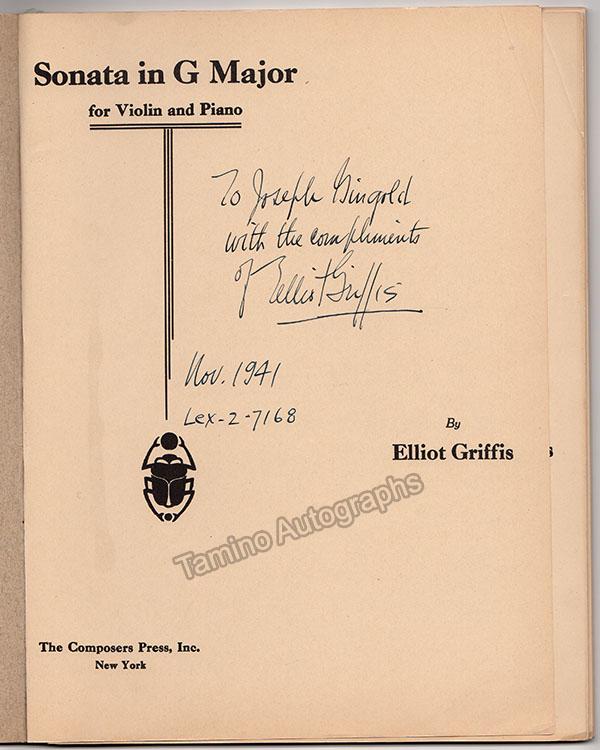 Sonata in G Major
for Violin and Piano
To Joseph Gingold
with the compliments
of Elliot Griffis
Nov. 1941
Lex-2-7168
By
Elliot Griffis
s
Tamino Autographs
The Composers Press, Inc.
New York